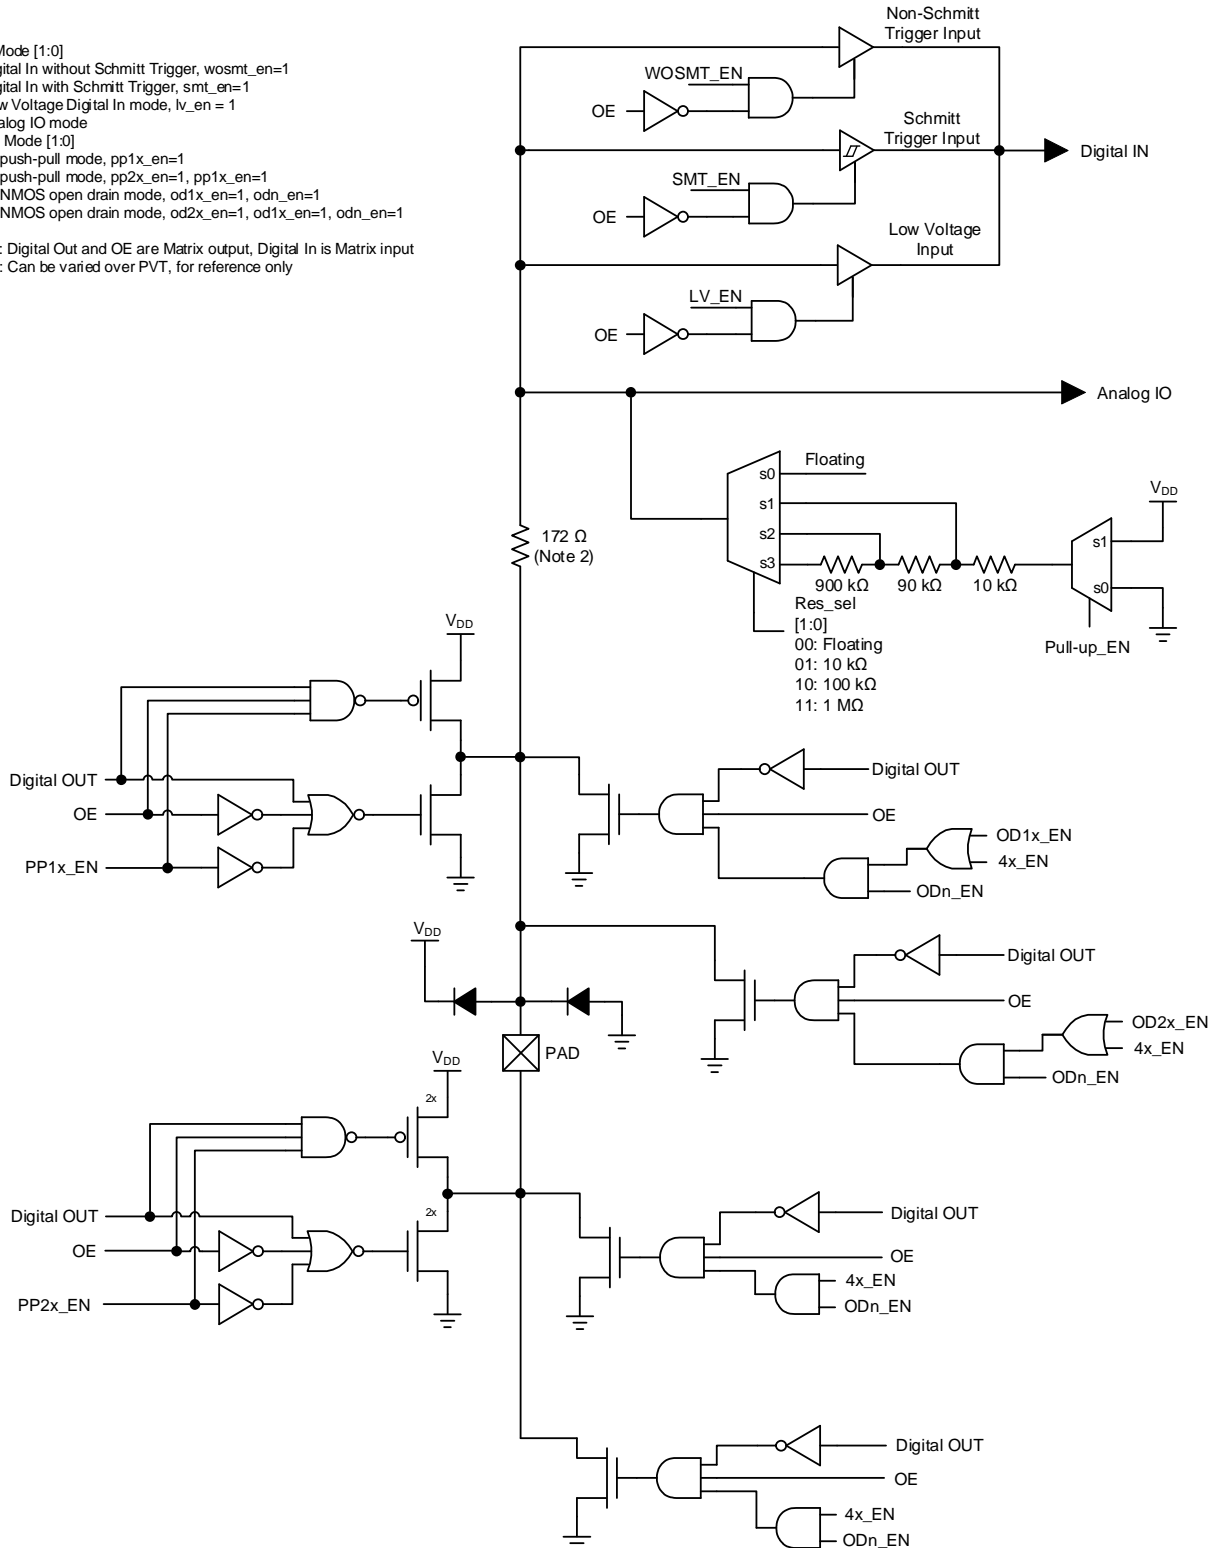 Mode [1:0]
gital In without Schmitt Trigger, wosmt_en=1
gital In with Schmitt Trigger, smt_en=1
w Voltage Digital In mode, lv_en = 1
alog IO mode
Mode [1:0]
push-pull mode, pp1x_en=1
push-pull mode, pp2x_en=1, pp1x_en=1
NMOS open drain mode, od1x_en=1, odn_en=1
NMOS open drain mode, od2x_en=1, od1x_en=1, odn_en=1
: Digital Out and OE are Matrix output, Digital In is Matrix input
: Can be varied over PVT, for reference only
Non-Schmitt
Trigger Input
WOSMT_EN
OE
Schmitt
Trigger Input
Digital IN
SMT_EN
OE
Low Voltage
Input
LV_EN
OE
Analog IO
Floating
s0
s1
s2
s3
VDD
s1
s0
172 Ω
(Note 2)
900 kΩ
90 kΩ
10 kΩ
Res_sel
[1:0]
00: Floating
01: 10 kΩ
10: 100 kΩ
11: 1 MΩ
Pull-up_EN
VDD
Digital OUT
OE
PP1x_EN
Digital OUT
OE
OD1x_EN
4x_EN
ODn_EN
VDD
Digital OUT
OE
OD2x_EN
4x_EN
ODn_EN
PAD
VDD
2x
2x
Digital OUT
OE
PP2x_EN
Digital OUT
OE
4x_EN
ODn_EN
Digital OUT
OE
4x_EN
ODn_EN